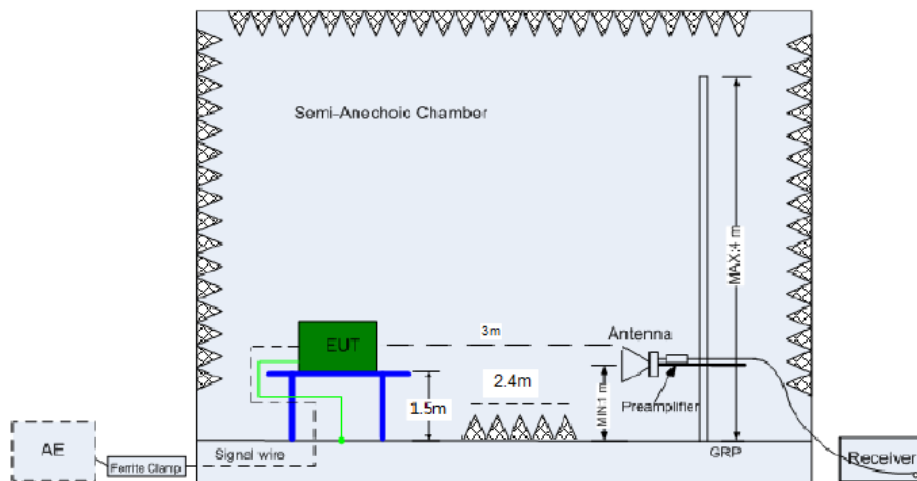 Semi-Anechoic Chamber
MAX:4 m
3m
Antenna
EUT
2.4m
MIN:1 m
Preamplifier
1.5m
AE
Ferrite Clamp
Signal wire
GRP
Receiver